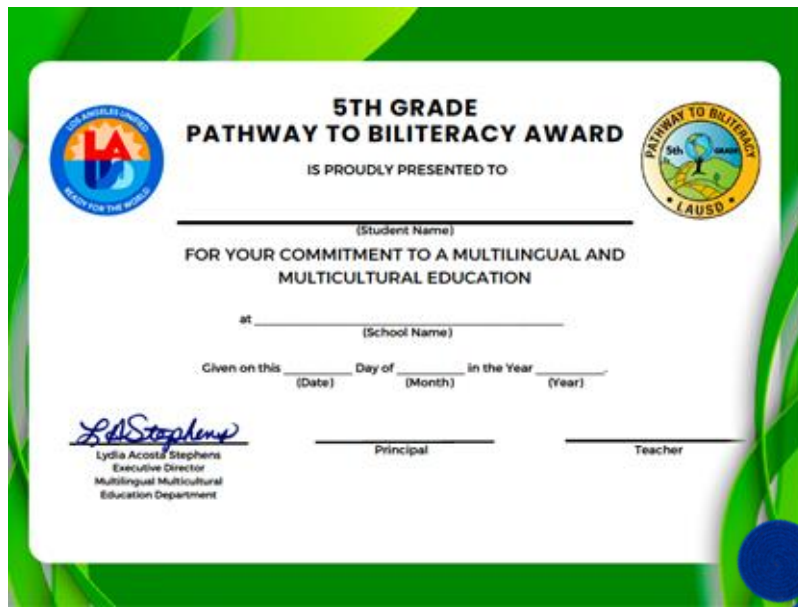 5TH GRADE
PATHWAY TO BILITERACY AWARD
IS PROUDLY PRESENTED TO
LOS ANGELES UNIFIED
LAUSD
READY FOR THE WORLD
PATHWAY TO BILITERACY
5th GRADE
• LAUSD •
(Student Name)
FOR YOUR COMMITMENT TO A MULTILINGUAL AND
MULTICULTURAL EDUCATION
at
(School Name)
Given on this Day of in the Year .
(Date) (Month) (Year)
L A Stephens
Lydia Acosta Stephens
Executive Director
Multilingual Multicultural
Education Department
Principal
Teacher